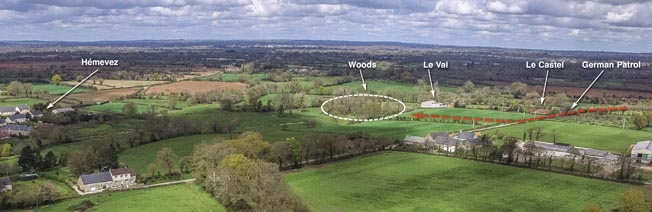 Hémevez
Woods
Le Val
Le Castel
German Patrol